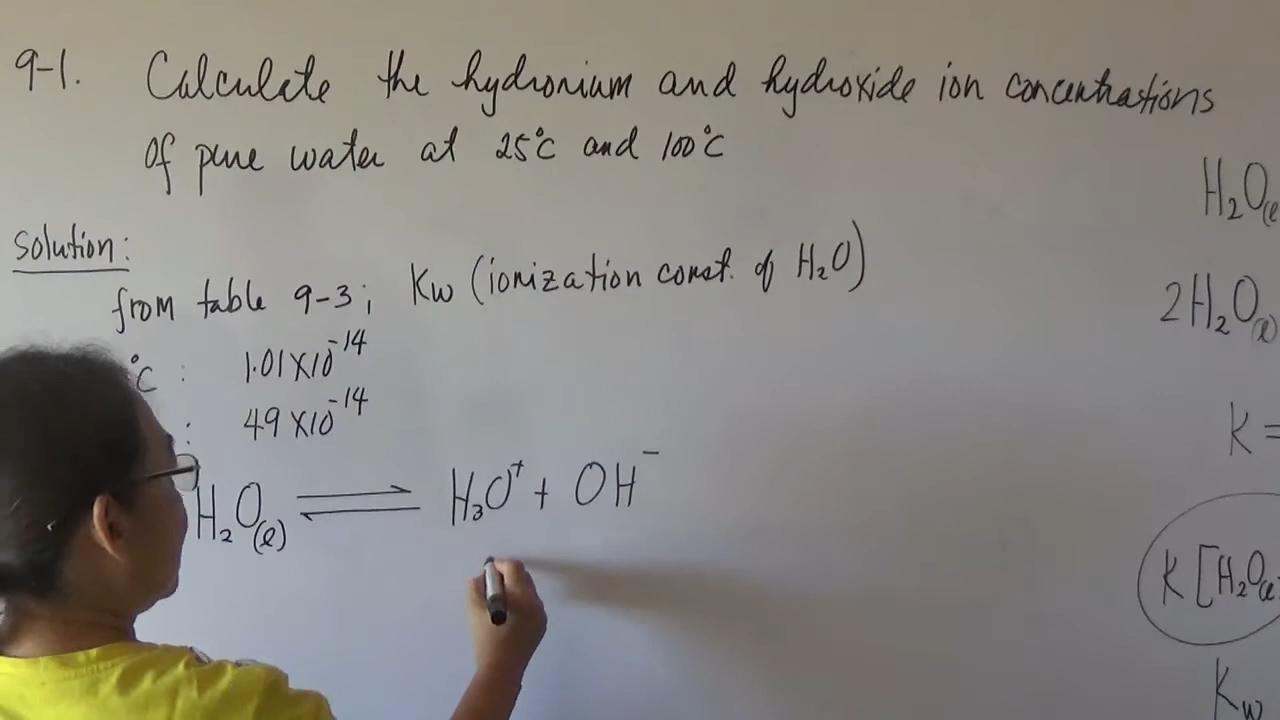 9-1. Calculate the hydronium and hydroxide ion concentrations
of pure water at 25°C and 100°C
Solution:
from table 9-3; Kw (ionization const. of H₂O)
°C : 1.01 X 10⁻¹⁴
: 49 X 10⁻¹⁴
H₂O(l) ⇌ H₃O⁺ + OH⁻
H₂O(l
2H₂O(l)
K =
K [H₂O(l
Kw